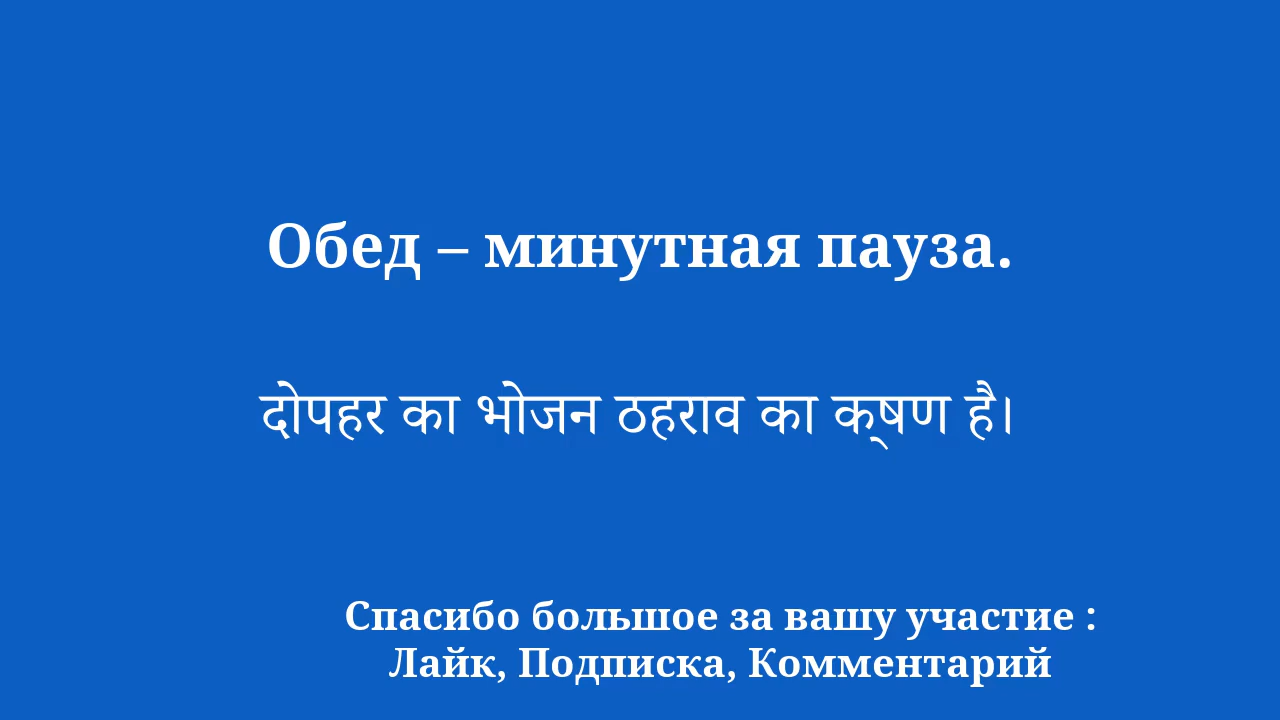 Обед – минутная пауза.
दोपहर का भोजन ठहराव का क्षण है।
Спасибо большое за вашу участие :
Лайк, Подписка, Комментарий